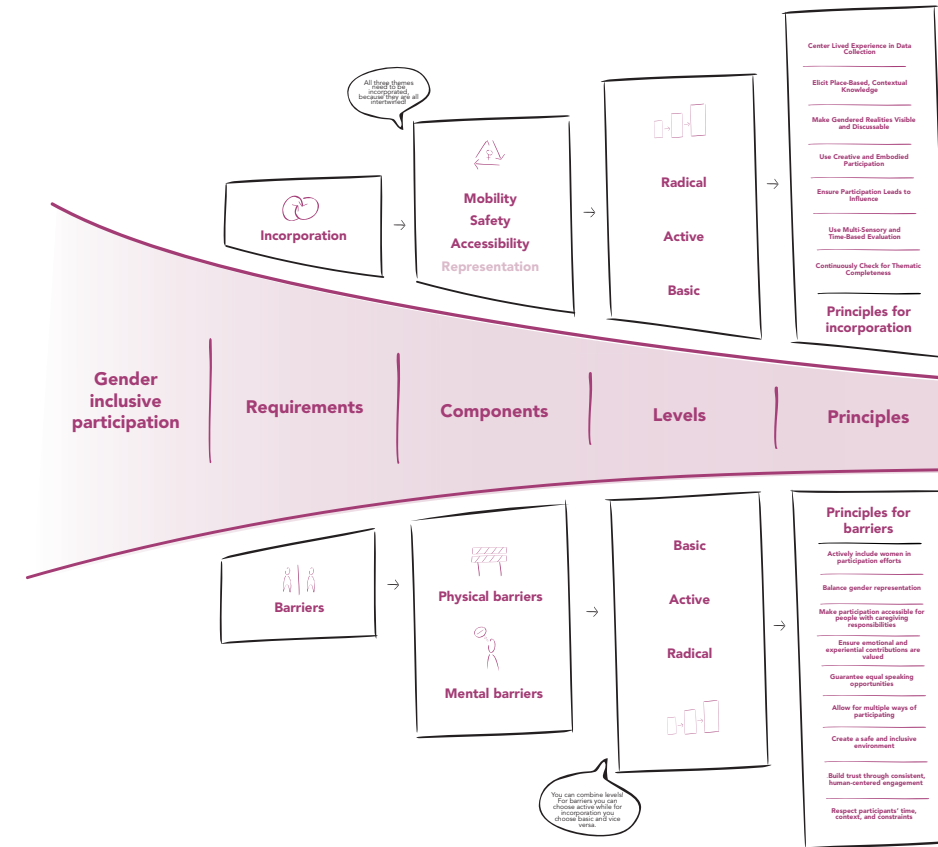 All three themes
need to be
incorporated,
because they are all
intertwined!
Incorporation
Mobility
Safety
Accessibility
Representation
Radical
Active
Basic
Center Lived Experience in Data
Collection
Elicit Place-Based, Contextual
Knowledge
Make Gendered Realities Visible
and Discussable
Use Creative and Embodied
Participation
Ensure Participation Leads to
Influence
Use Multi-Sensory and
Time-Based Evaluation
Continuously Check for Thematic
Completeness
Principles for
incorporation
Gender
inclusive
participation
Requirements
Components
Levels
Principles
Barriers
Physical barriers
Mental barriers
Basic
Active
Radical
You can combine levels!
For barriers you can
choose active while for
incorporation you
choose basic and vice
versa.
Principles for
barriers
Actively include women in
participation efforts
Balance gender representation
Make participation accessible for
people with caregiving
responsibilities
Ensure emotional and
experiential contributions are
valued
Guarantee equal speaking
opportunities
Allow for multiple ways of
participating
Create a safe and inclusive
environment
Build trust through consistent,
human-centered engagement
Respect participants' time,
context, and constraints